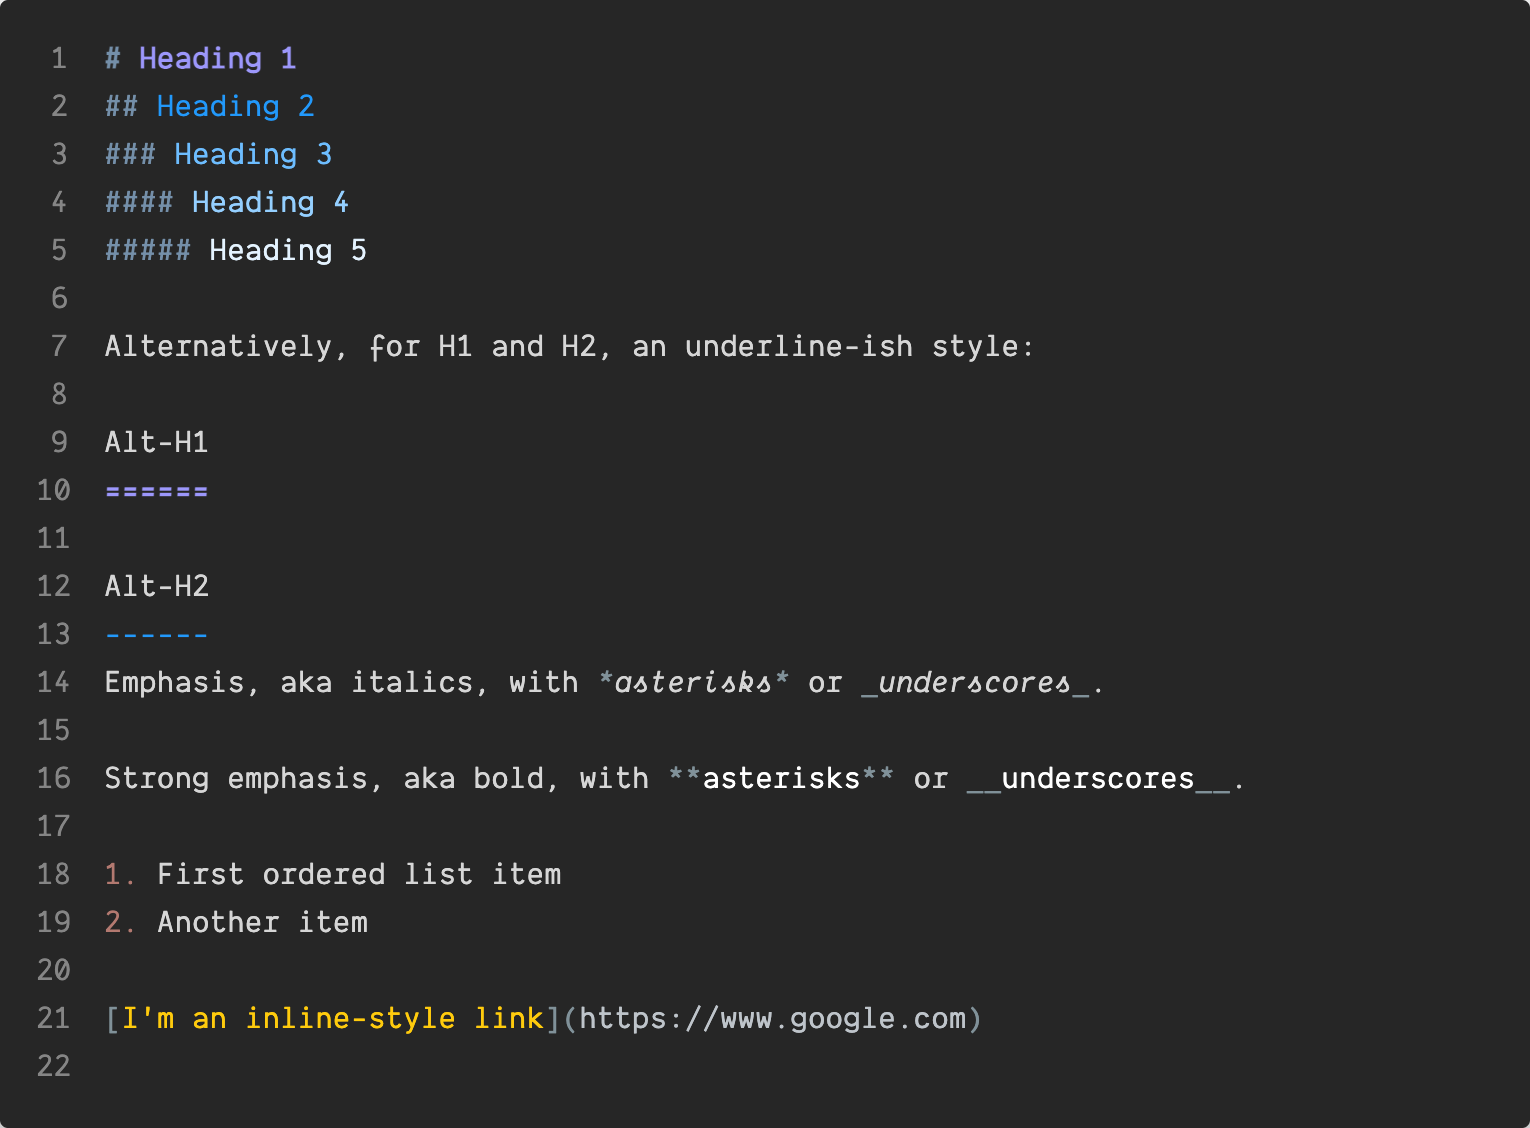 1 # Heading 1
2 ## Heading 2
3 ### Heading 3
4 #### Heading 4
5 ##### Heading 5
6
7 Alternatively, for H1 and H2, an underline-ish style:
8
9 Alt-H1
10 ======
11
12 Alt-H2
13 ------
14 Emphasis, aka italics, with *asterisks* or _underscores_.
15
16 Strong emphasis, aka bold, with **asterisks** or __underscores__.
17
18 1. First ordered list item
19 2. Another item
20
21 [I'm an inline-style link](https://www.google.com)
22